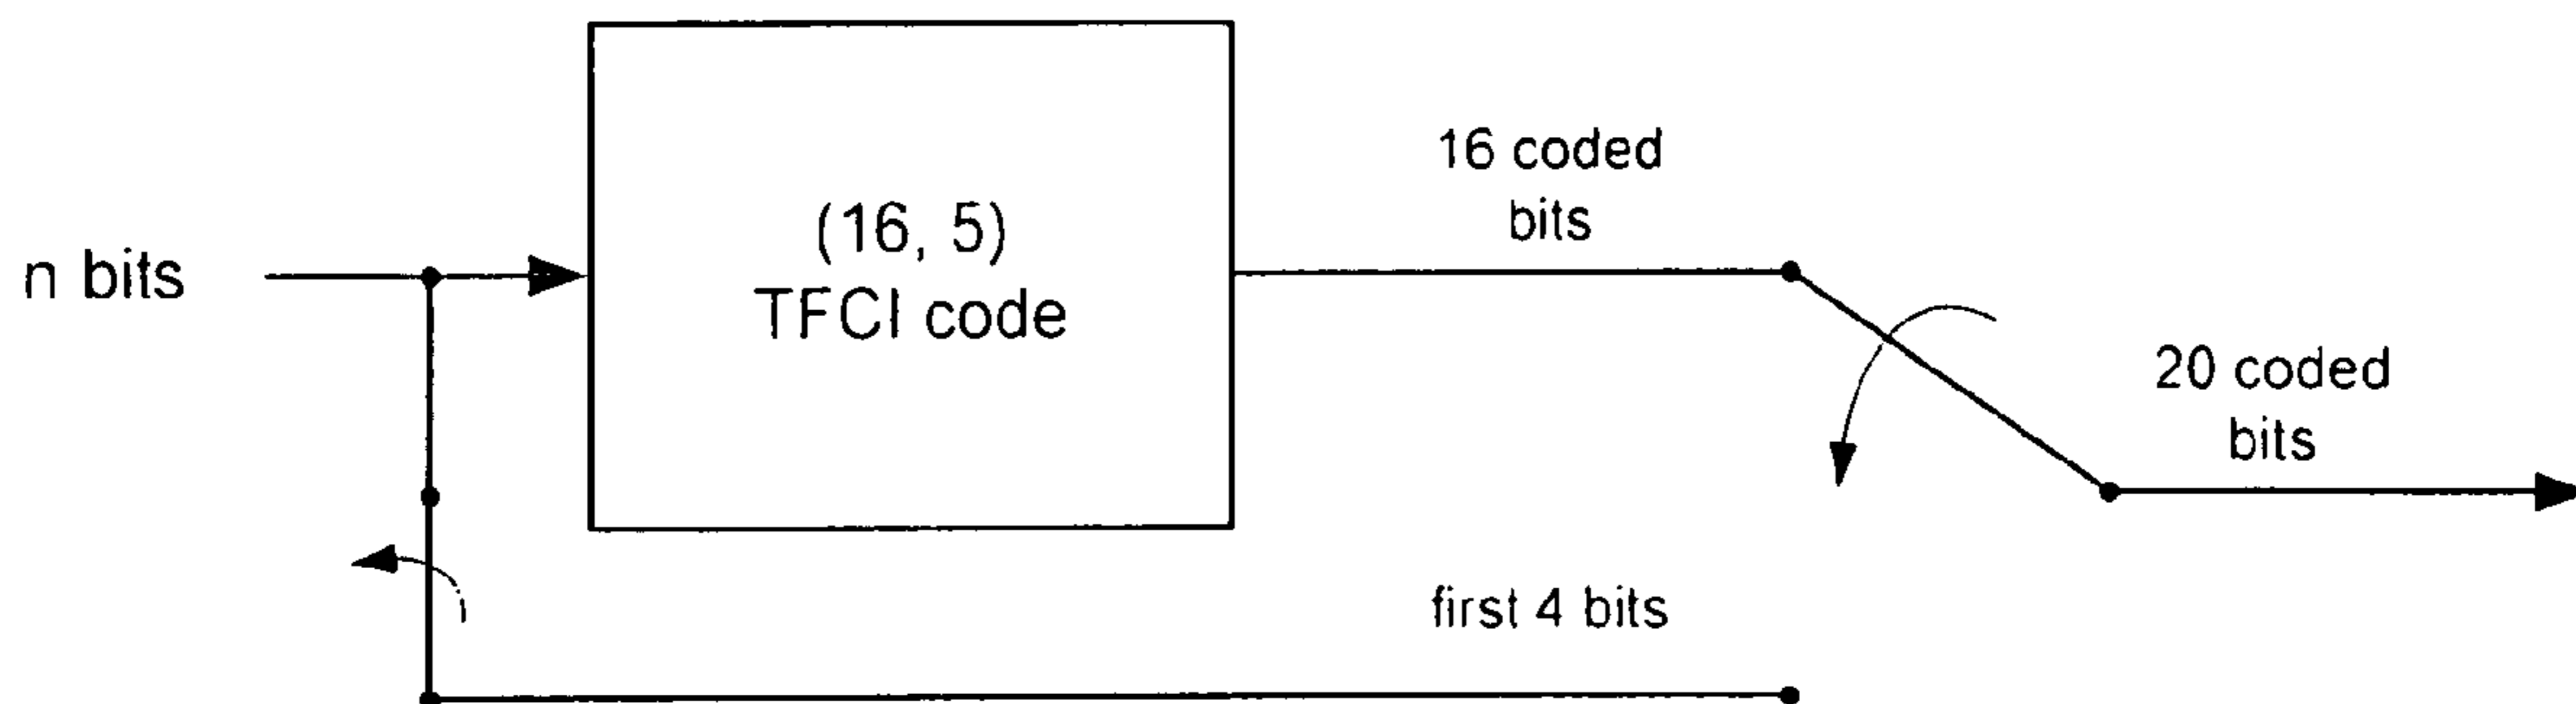 n bits
(16, 5)
TFCI code
16 coded
bits
20 coded
bits
first 4 bits